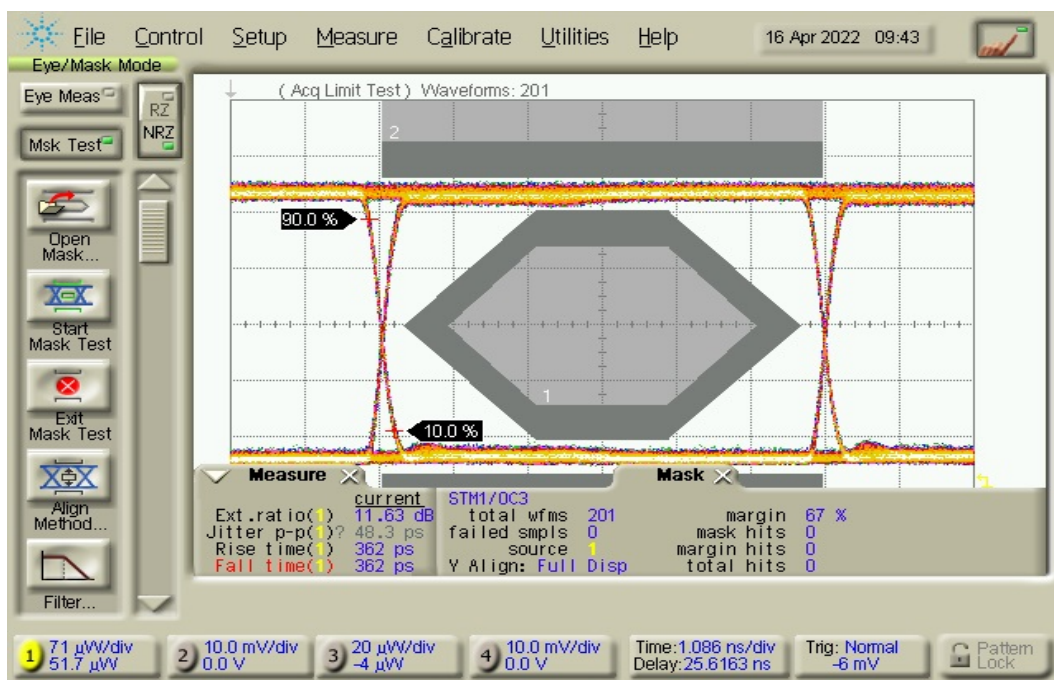 File Control Setup Measure Calibrate Utilities Help 16 Apr 2022 09:43
Eye/Mask Mode
Eye Meas
RZ
NRZ
Msk Test
(Acq Limit Test) Waveforms: 201
2
90.0 %
Open
Mask...
Start
Mask Test
1
10.0 %
Exit
Mask Test
Align
Method...
Filter...
Measure
Mask
current
Ext.ratio(1) 11.63 dB
Jitter p-p(1)? 48.3 ps
Rise time(1) 362 ps
Fall time(1) 362 ps
STM1/OC3
total wfms 201 margin 67 %
failed smpls 0 mask hits 0
source 1 margin hits 0
Y Align: Full Disp total hits 0
1 71 µW/div
51.7 µW
2 10.0 mV/div
0.0 V
3 20 µW/div
-4 µW
4 10.0 mV/div
0.0 V
Time:1.086 ns/div
Delay:25.6163 ns
Trig: Normal
-6 mV
Pattern
Lock